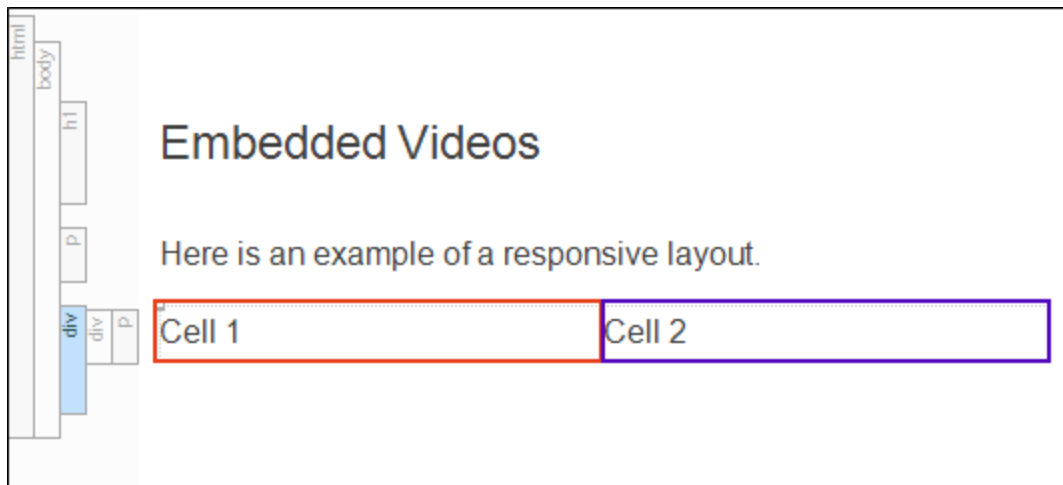 html
body
h1
Embedded Videos
p
Here is an example of a responsive layout.
div
div
p
Cell 1
Cell 2